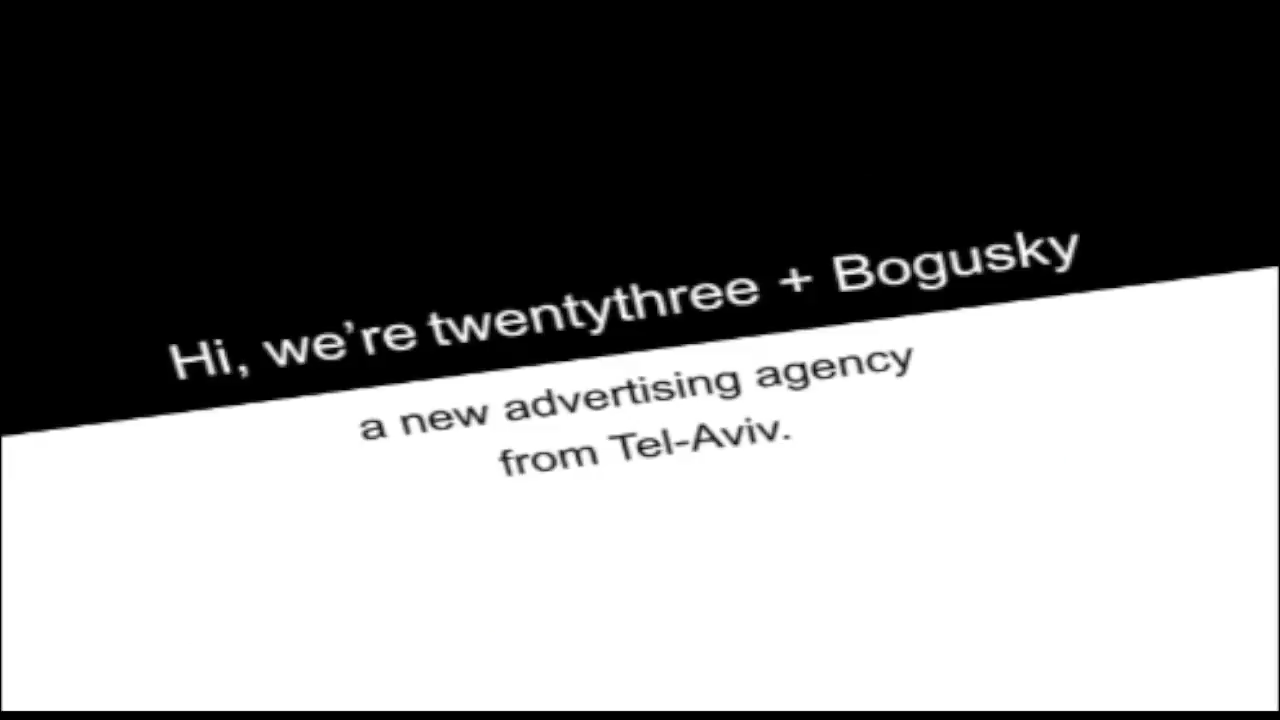 Hi, we're twentythree + Bogusky
a new advertising agency
from Tel-Aviv.